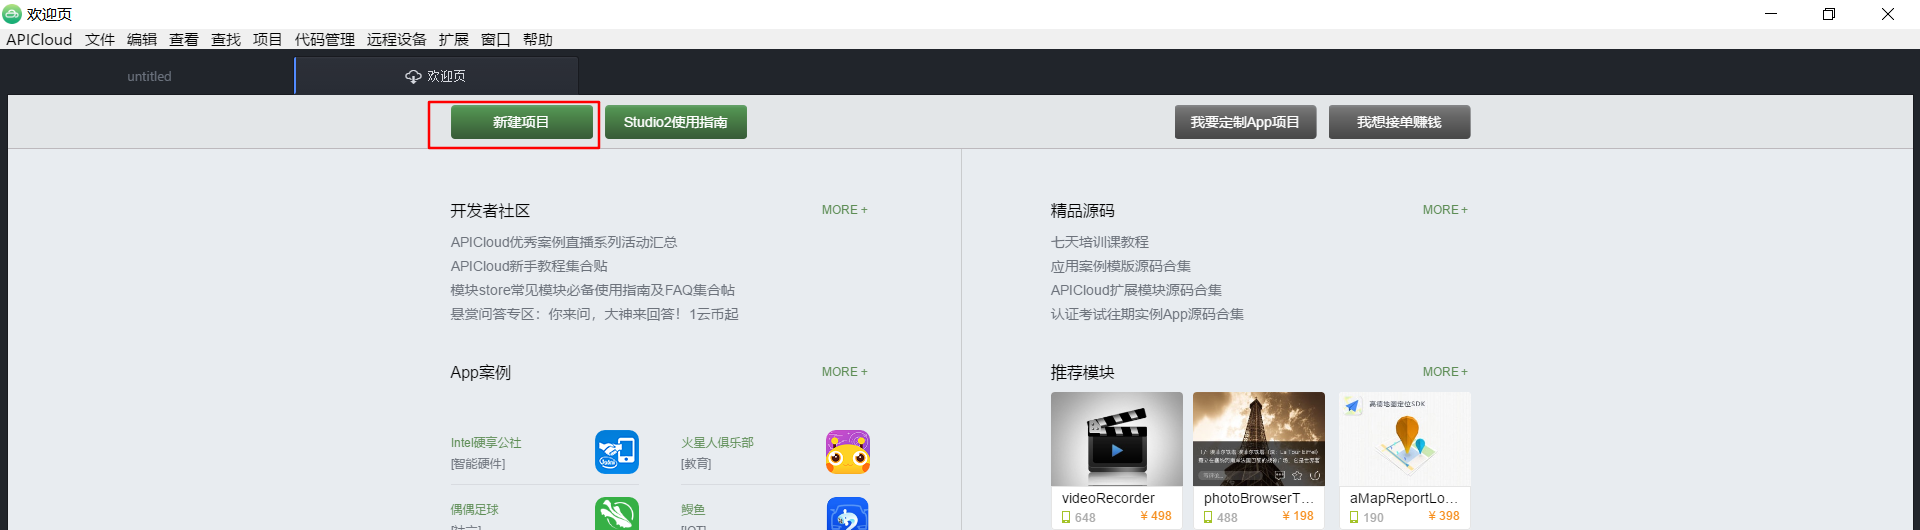 欢迎页
APICloud 文件 编辑 查看 查找 项目 代码管理 远程设备 扩展 窗口 帮助
untitled
欢迎页
新建项目
Studio2使用指南
我要定制App项目
我想接单赚钱
开发者社区
MORE +
APICloud优秀案例直播系列活动汇总
APICloud新手教程集合贴
模块store常见模块必备使用指南及FAQ集合帖
悬赏问答专区：你来问，大神来回答！1云币起
精品源码
MORE +
七天培训课教程
应用案例模版源码合集
APICloud扩展模块源码合集
认证考试往期实例App源码合集
App案例
MORE +
Intel硬享公社
[智能硬件]
火星人俱乐部
[教育]
偶偶足球
鳗鱼
推荐模块
MORE +
高德地图定位SDK
videoRecorder
648
¥ 498
photoBrowserT...
488
¥ 198
aMapReportLo...
190
¥ 398